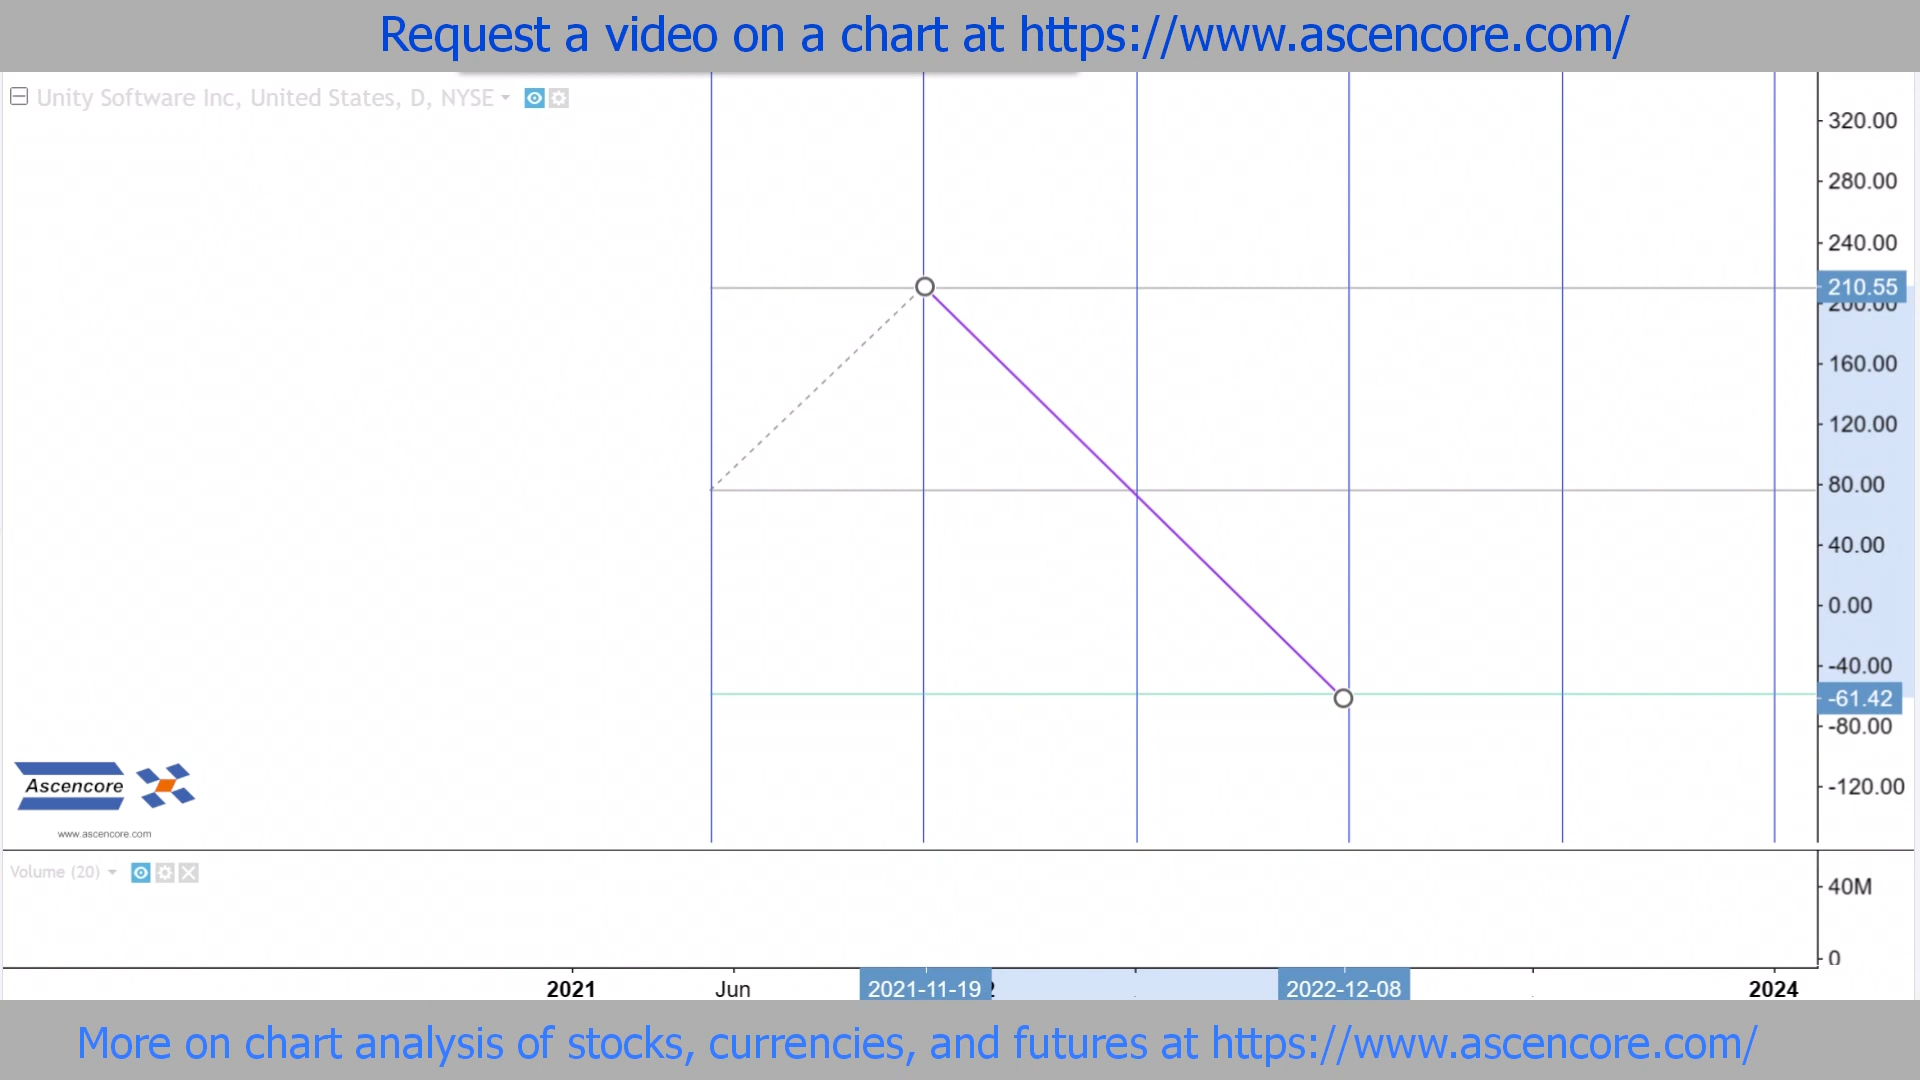 Request a video on a chart at https://www.ascencore.com/
Unity Software Inc, United States, D, NYSE
320.00
280.00
240.00
210.55
200.00
160.00
120.00
80.00
40.00
0.00
-40.00
-61.42
-80.00
-120.00
Ascencore
www.ascencore.com
Volume (20)
40M
0
2021 Jun 2021-11-19 2022-12-08 2024
More on chart analysis of stocks, currencies, and futures at https://www.ascencore.com/